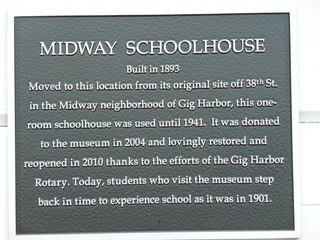 MIDWAY SCHOOLHOUSE
Built in 1893
Moved to this location from its original site off 38th St.
in the Midway neighborhood of Gig Harbor, this one-
room schoolhouse was used until 1941. It was donated
to the museum in 2004 and lovingly restored and
reopened in 2010 thanks to the efforts of the Gig Harbor
Rotary. Today, students who visit the museum step
back in time to experience school as it was in 1901.